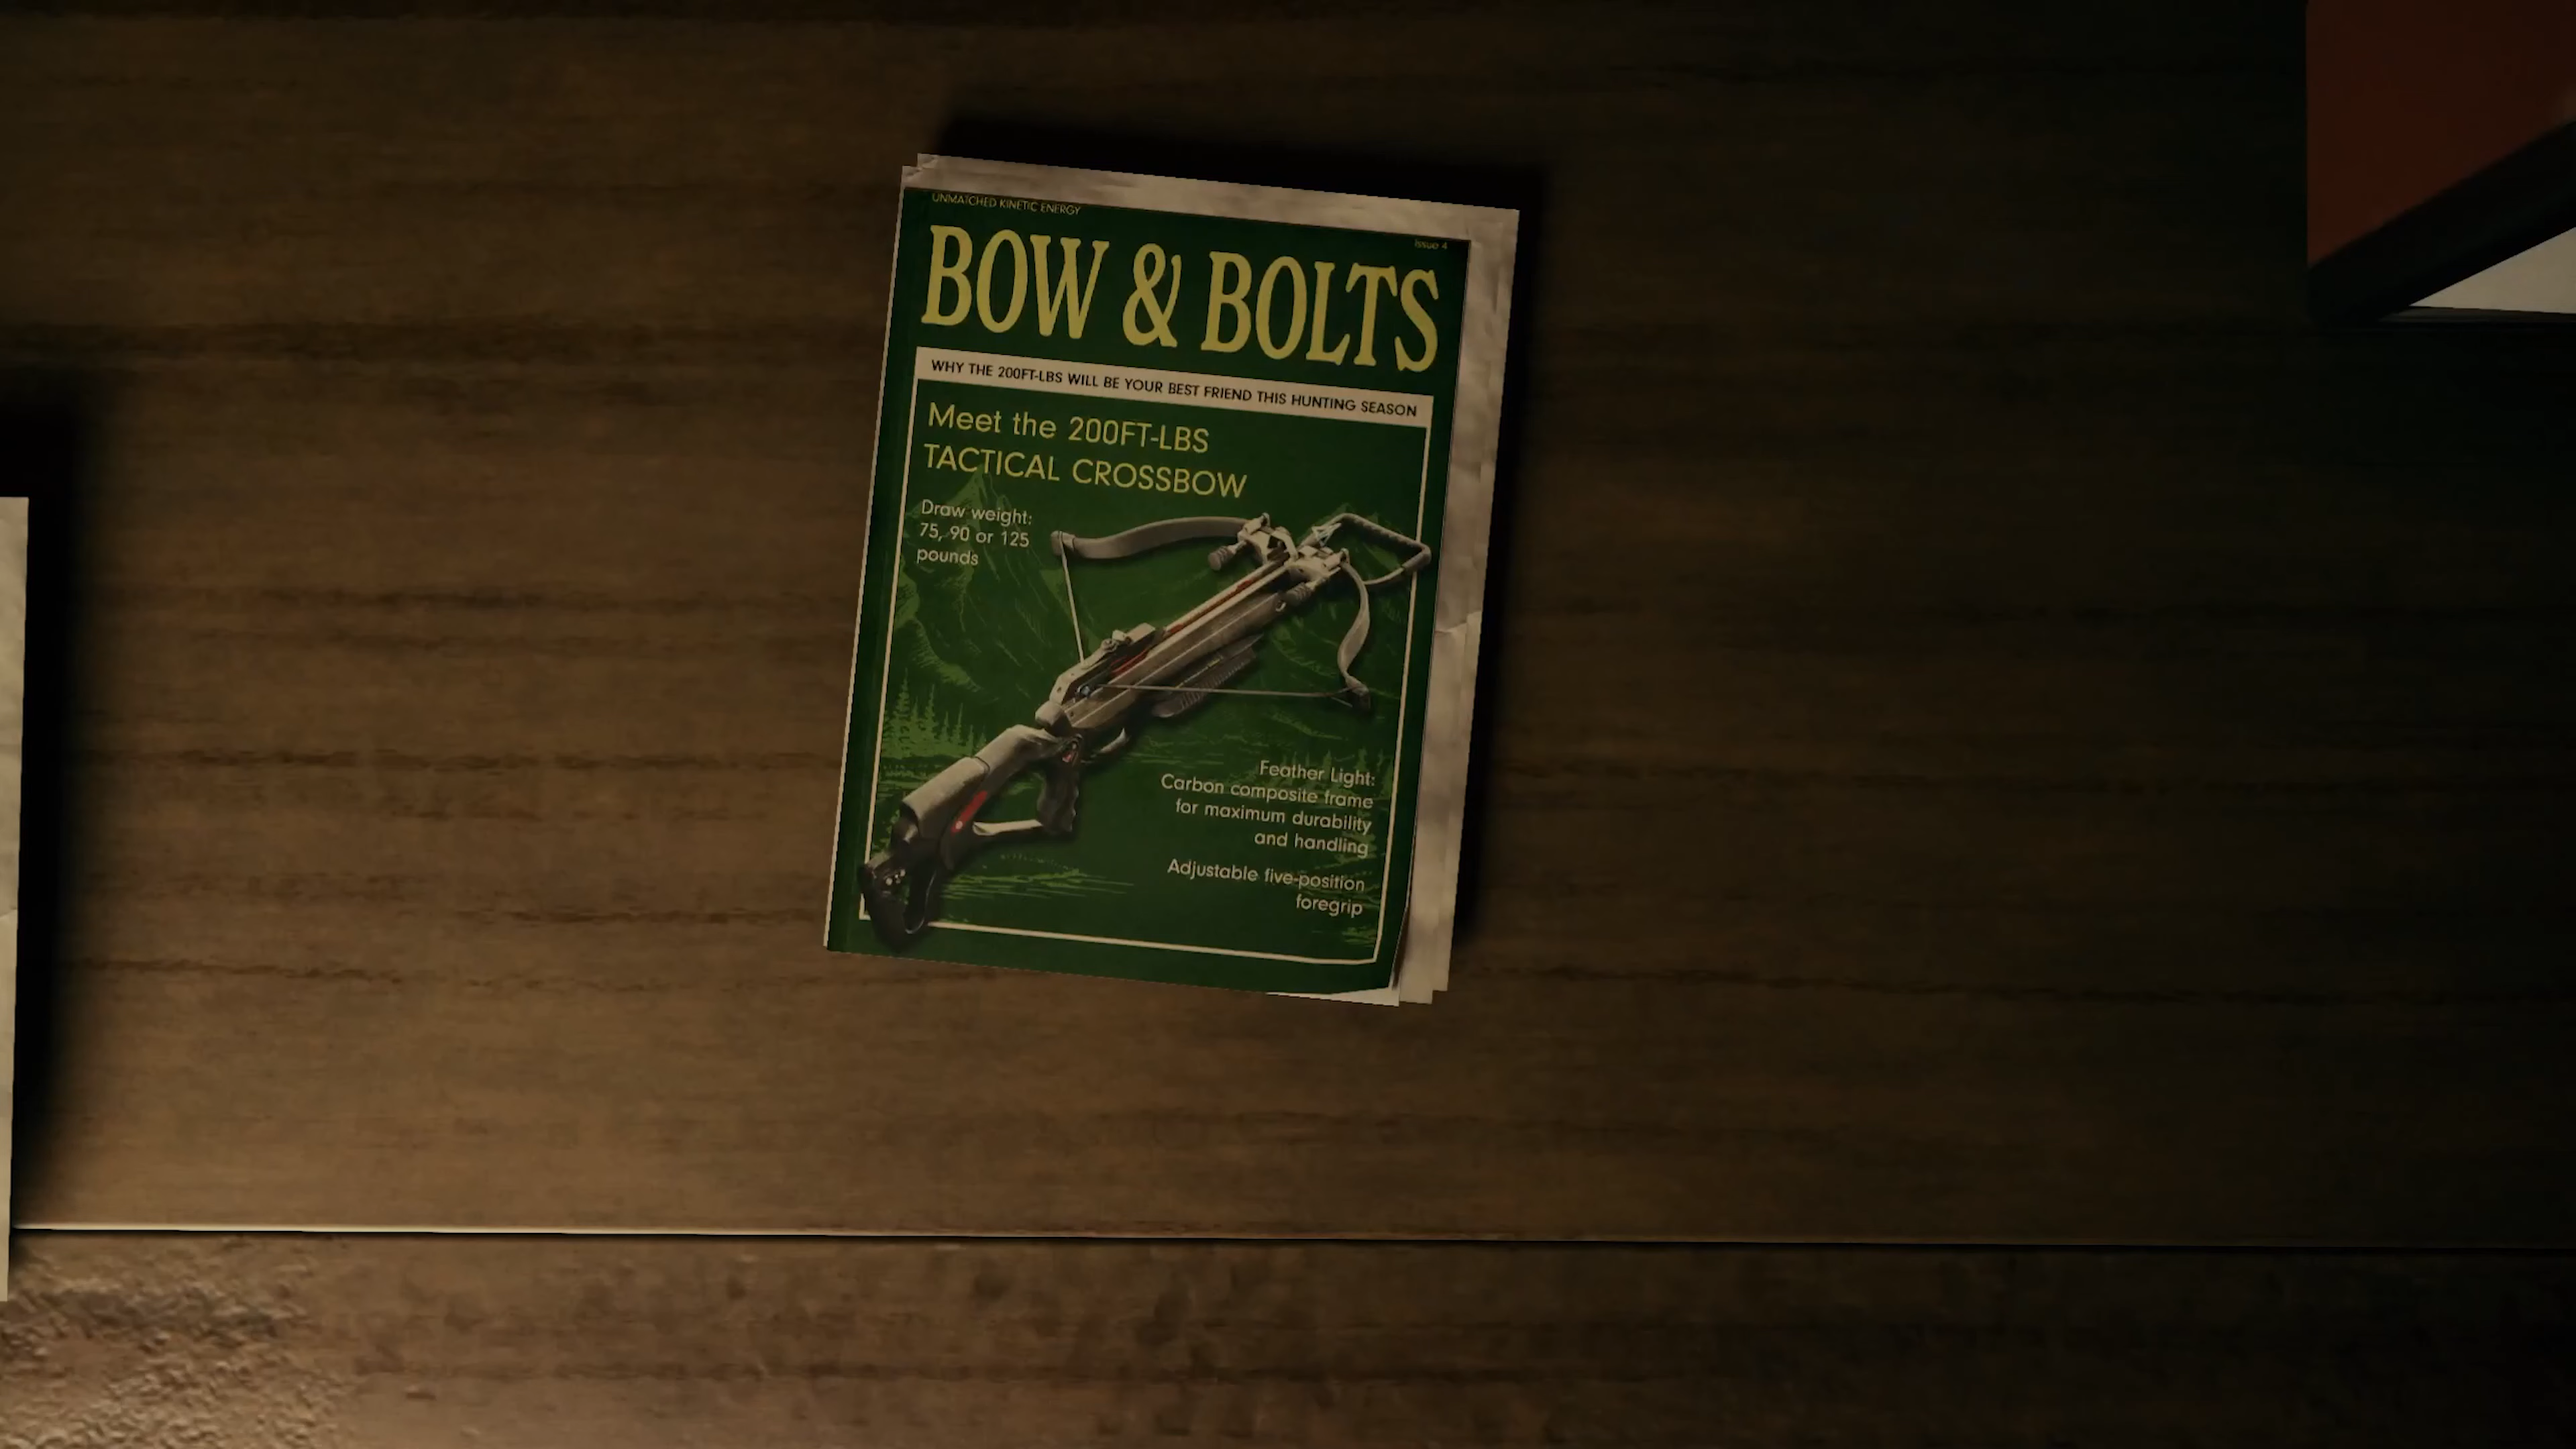 UNMATCHED KINETIC ENERGY
Issue 4
BOW & BOLTS
WHY THE 200FT-LBS WILL BE YOUR BEST FRIEND THIS HUNTING SEASON
Meet the 200FT-LBS
TACTICAL CROSSBOW
Draw weight:
75, 90 or 125
pounds
Feather Light:
Carbon composite frame
for maximum durability
and handling
Adjustable five-position
foregrip